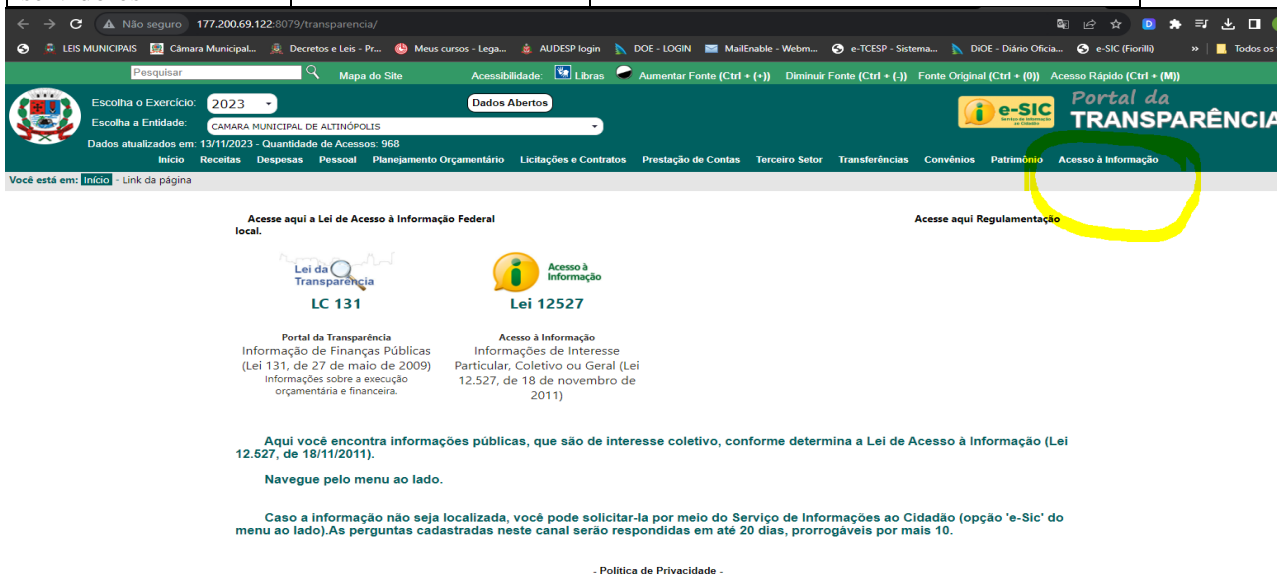 Não seguro 177.200.69.122:8079/transparencia/
LEIS MUNICIPAIS Câmara Municipal... Decretos e Leis - Pr... Meus cursos - Lega... AUDESP login DOE - LOGIN MailEnable - Webm... e-TCESP - Sistema... DiOE - Diário Oficia... e-SIC (Fiorilli) » Todos os
Pesquisar Mapa do Site Acessibilidade: Libras Aumentar Fonte (Ctrl + (+)) Diminuir Fonte (Ctrl + (-)) Fonte Original (Ctrl + (0)) Acesso Rápido (Ctrl + (M))
Escolha o Exercício: 2023 Dados Abertos
Escolha a Entidade: CAMARA MUNICIPAL DE ALTINÓPOLIS
e-SIC
Portal da
TRANSPARÊNCIA
Dados atualizados em: 13/11/2023 - Quantidade de Acessos: 968
Início Receitas Despesas Pessoal Planejamento Orçamentário Licitações e Contratos Prestação de Contas Terceiro Setor Transferências Convênios Patrimônio Acesso à Informação
Você está em: Início - Link da página
Acesse aqui a Lei de Acesso à Informação Federal Acesse aqui Regulamentação
local.
Lei da
Transparência
LC 131
Acesso à
Informação
Lei 12527
Portal da Transparência
Informação de Finanças Públicas
(Lei 131, de 27 de maio de 2009)
Informações sobre a execução
orçamentária e financeira.
Acesso à Informação
Informações de Interesse
Particular, Coletivo ou Geral (Lei
12.527, de 18 de novembro de
2011)
Aqui você encontra informações públicas, que são de interesse coletivo, conforme determina a Lei de Acesso à Informação (Lei
12.527, de 18/11/2011).
Navegue pelo menu ao lado.
Caso a informação não seja localizada, você pode solicitar-la por meio do Serviço de Informações ao Cidadão (opção 'e-Sic' do
menu ao lado).As perguntas cadastradas neste canal serão respondidas em até 20 dias, prorrogáveis por mais 10.
- Política de Privacidade -